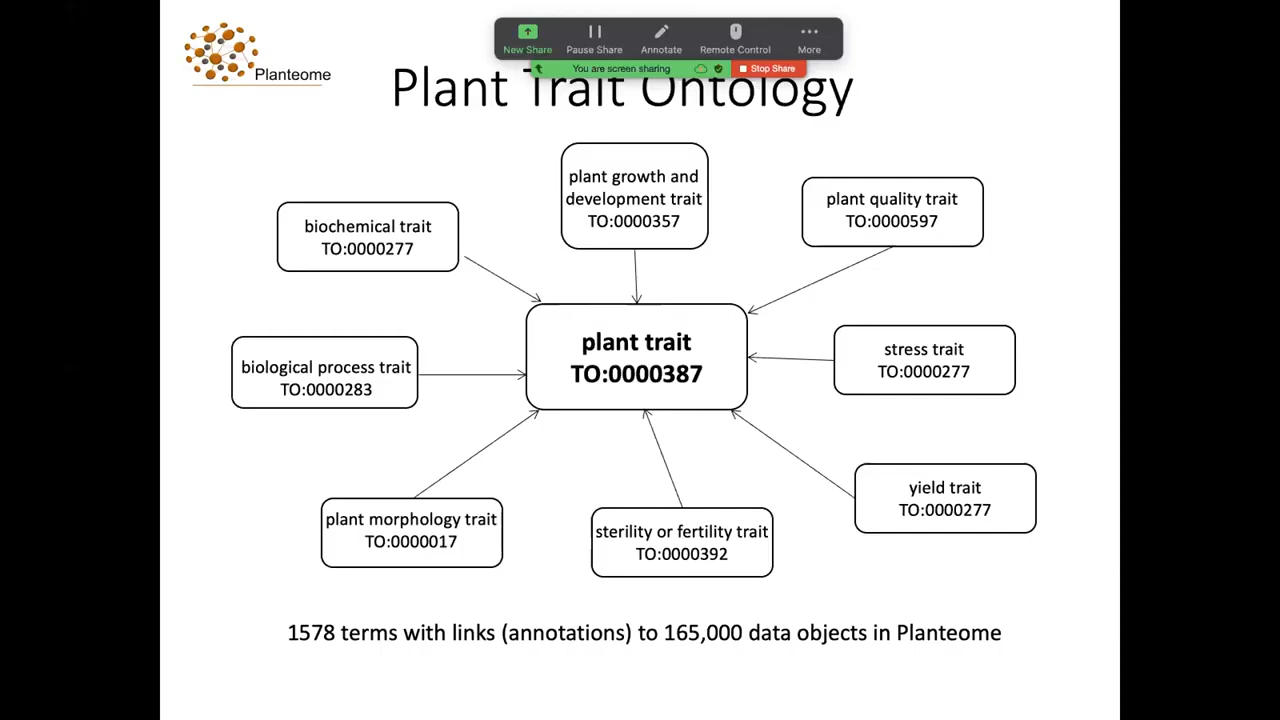 New Share
Pause Share
Annotate
Remote Control
More
You are screen sharing
Stop Share
Planteome
Plant Trait Ontology
plant growth and
development trait
TO:0000357
plant quality trait
TO:0000597
biochemical trait
TO:0000277
plant trait
TO:0000387
stress trait
TO:0000277
biological process trait
TO:0000283
yield trait
TO:0000277
plant morphology trait
TO:0000017
sterility or fertility trait
TO:0000392
1578 terms with links (annotations) to 165,000 data objects in Planteome